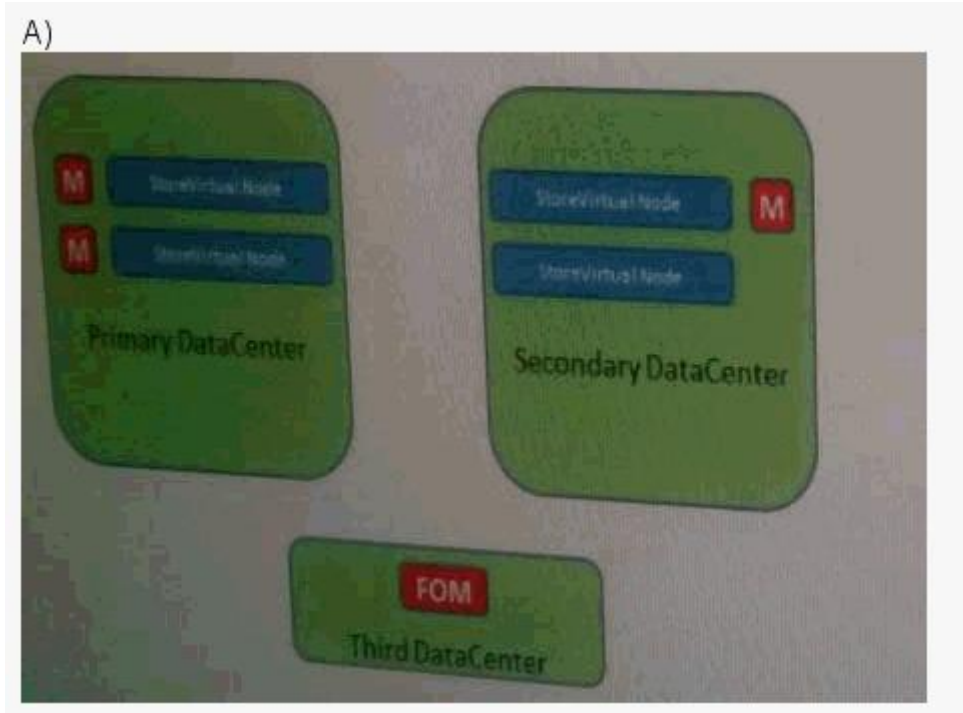 A)
M StoreVirtual Node
M StoreVirtual Node
Primary DataCenter
StoreVirtual Node M
StoreVirtual Node
Secondary DataCenter
FOM
Third DataCenter